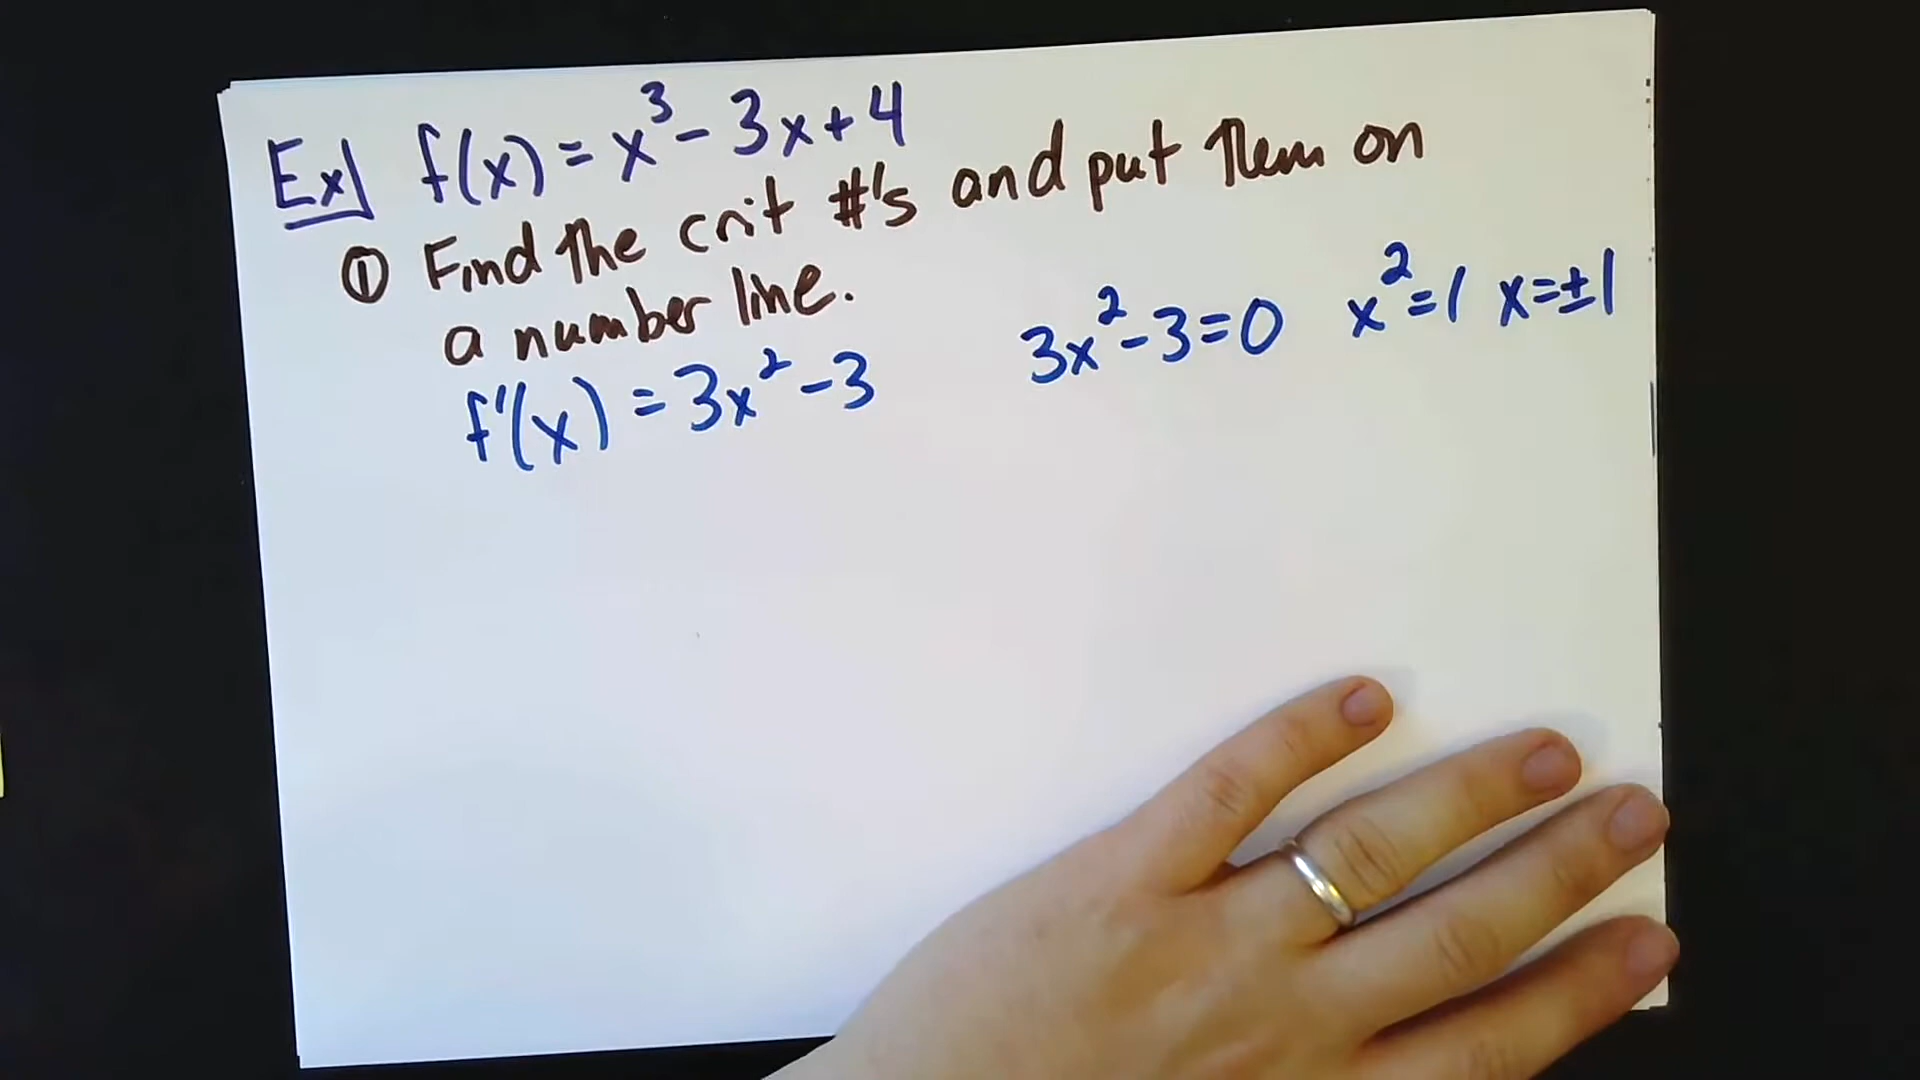 Ex) f(x) = x³ - 3x + 4
① Find the crit #'s and put them on
a number line.
f'(x) = 3x² - 3
3x² - 3 = 0 x² = 1 x = ±1